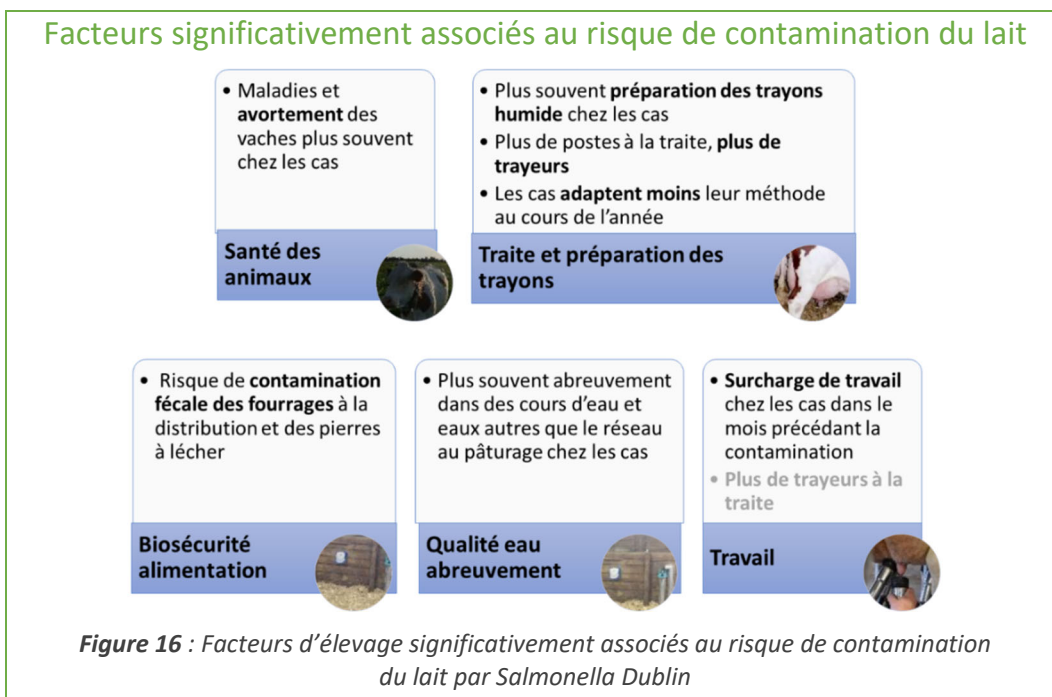 Facteurs significativement associés au risque de contamination du lait
• Maladies et
avortement des
vaches plus souvent
chez les cas
Santé des
animaux
• Plus souvent préparation des trayons
humide chez les cas
• Plus de postes à la traite, plus de
trayeurs
• Les cas adaptent moins leur méthode
au cours de l'année
Traite et préparation des
trayons
• Risque de contamination
fécale des fourrages à la
distribution et des pierres
à lécher
Biosécurité
alimentation
• Plus souvent abreuvement
dans des cours d'eau et
eaux autres que le réseau
au pâturage chez les cas
Qualité eau
abreuvement
• Surcharge de travail
chez les cas dans le
mois précédant la
contamination
• Plus de trayeurs à la
traite
Travail
Figure 16 : Facteurs d'élevage significativement associés au risque de contamination
du lait par Salmonella Dublin